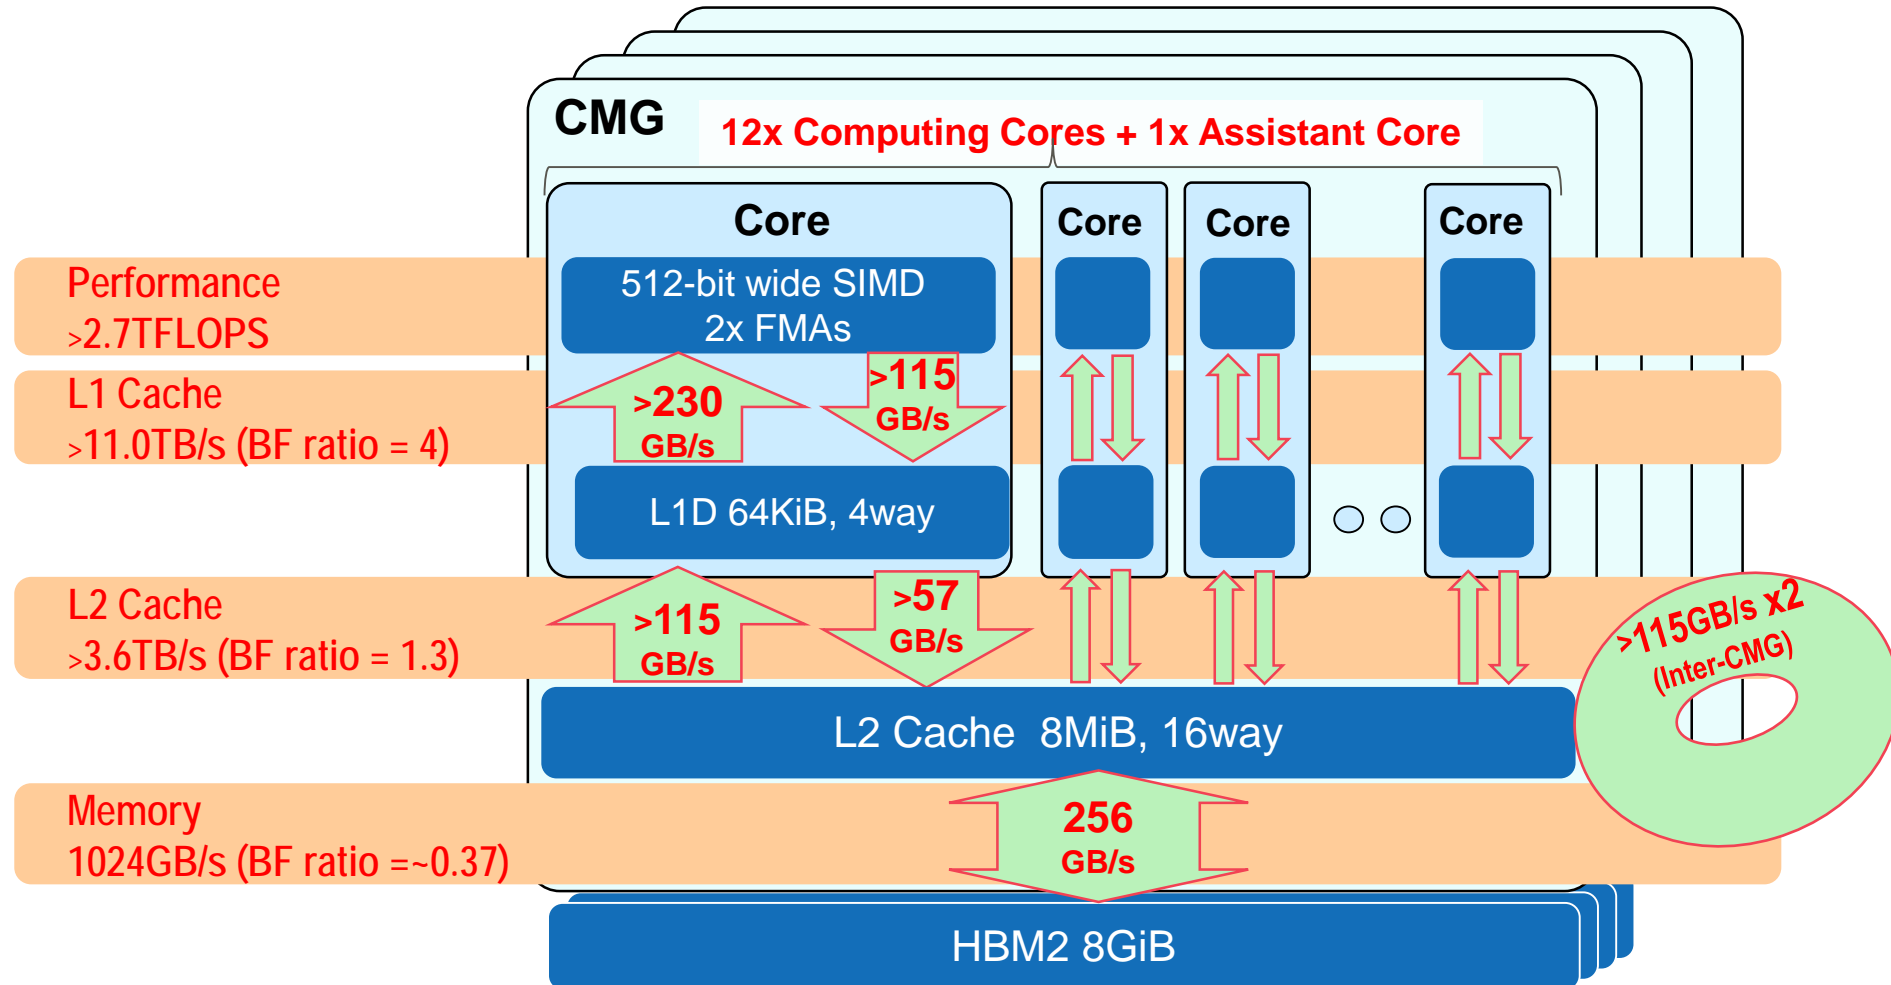 CMG
12x Computing Cores + 1x Assistant Core
Core
Core
Core
Core
Performance
>2.7TFLOPS
512-bit wide SIMD
2x FMAs
L1 Cache
>11.0TB/s (BF ratio = 4)
>230
GB/s
>115
GB/s
L1D 64KiB, 4way
L2 Cache
>3.6TB/s (BF ratio = 1.3)
>115
GB/s
>57
GB/s
>115GB/s x2
(Inter-CMG)
L2 Cache 8MiB, 16way
Memory
1024GB/s (BF ratio =~0.37)
256
GB/s
HBM2 8GiB